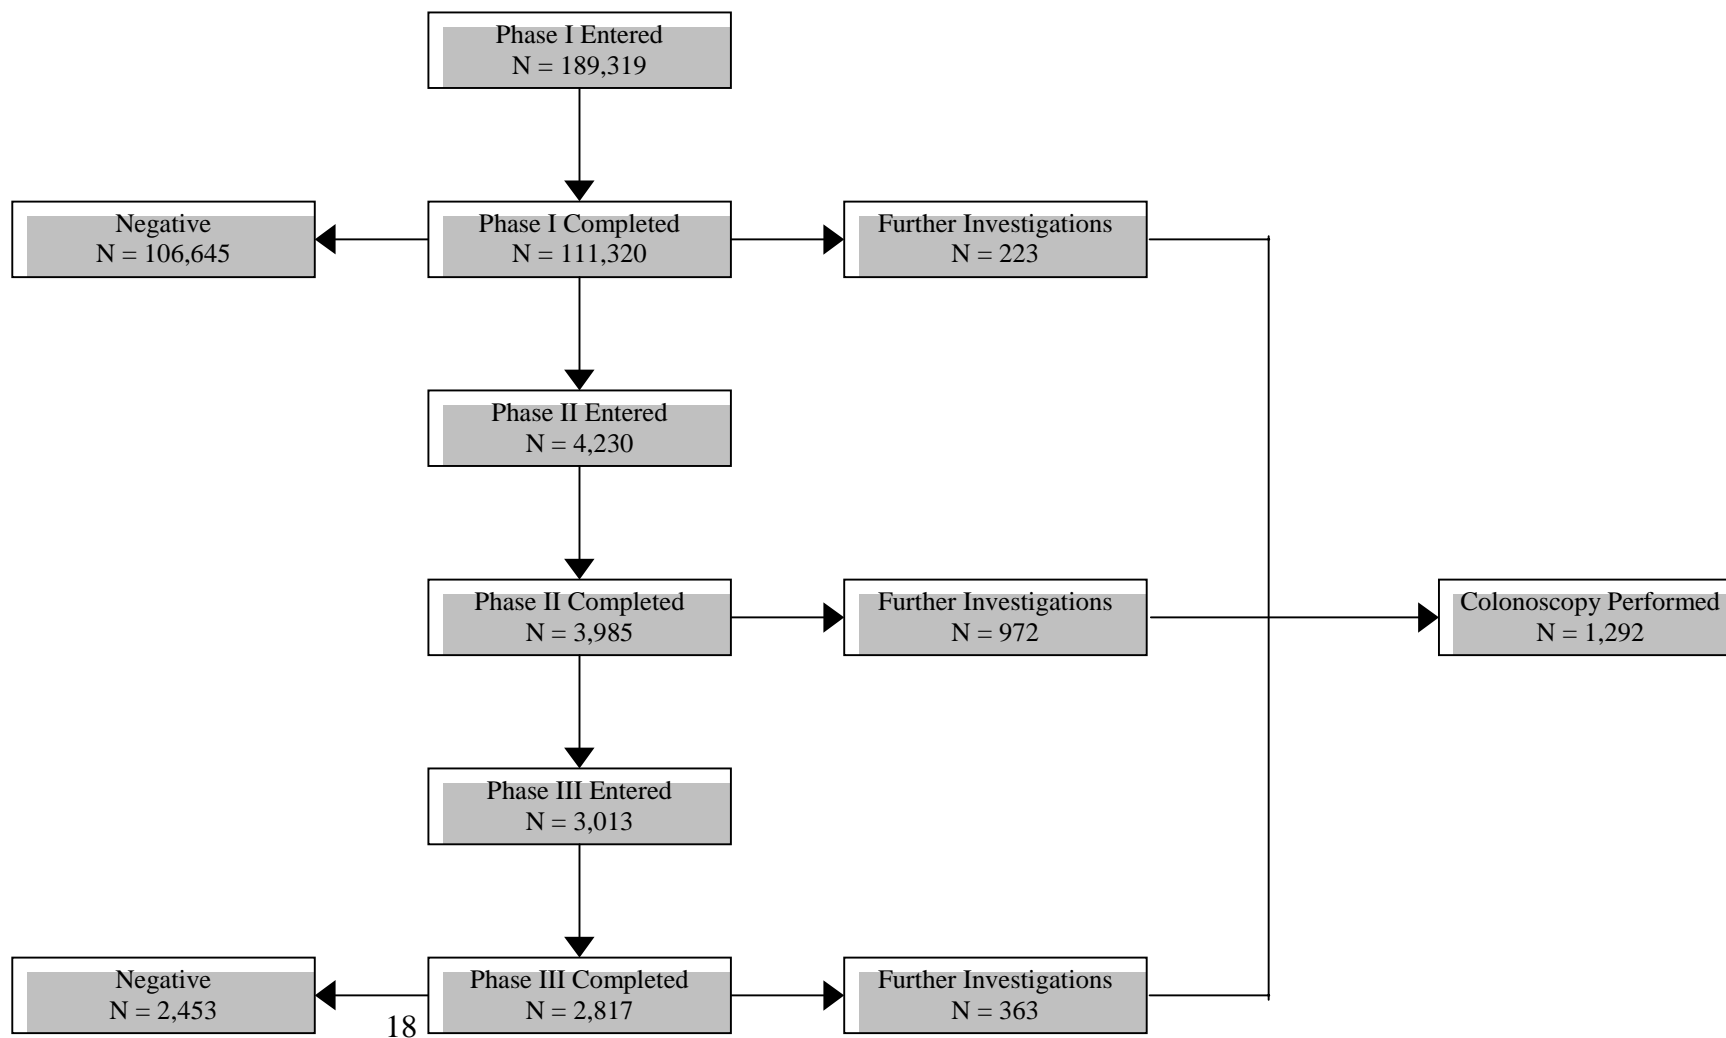 Phase I Entered
N = 189,319
Negative
N = 106,645
Phase I Completed
N = 111,320
Further Investigations
N = 223
Phase II Entered
N = 4,230
Phase II Completed
N = 3,985
Further Investigations
N = 972
Colonoscopy Performed
N = 1,292
Phase III Entered
N = 3,013
Negative
N = 2,453
Phase III Completed
N = 2,817
Further Investigations
N = 363
18